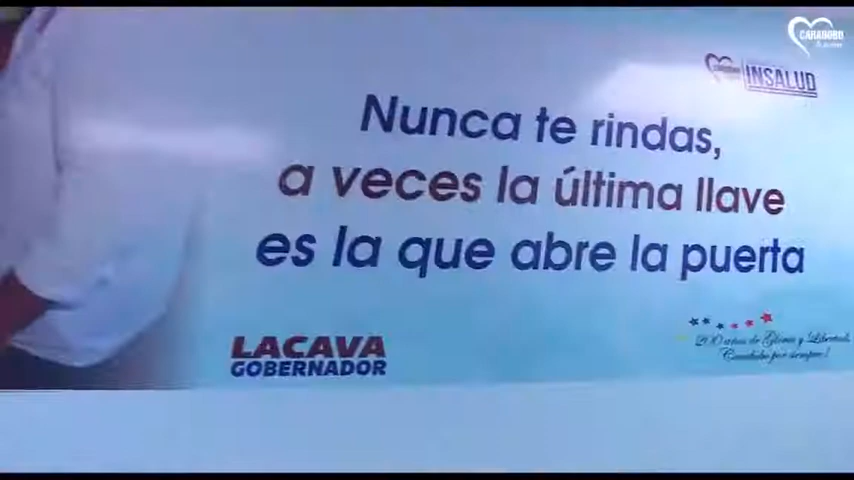 CARABOBO
INSALUD
Nunca te rindas,
a veces la última llave
es la que abre la puerta
LACAVA
GOBERNADOR
200 años de Gloria y Libertad
Carabobo por siempre!